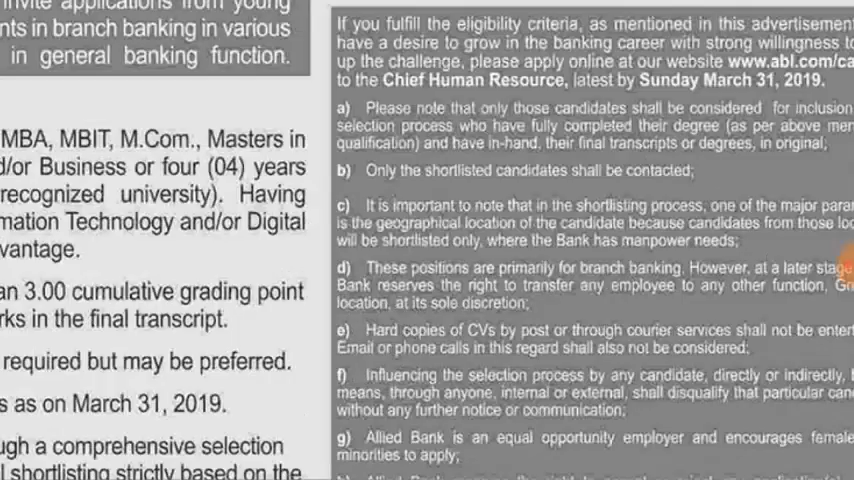 invite applications from young
nts in branch banking in various
in general banking function.
MBA, MBIT, M.Com., Masters in
d/or Business or four (04) years
recognized university). Having
mation Technology and/or Digital
vantage.
an 3.00 cumulative grading point
rks in the final transcript.
required but may be preferred.
s as on March 31, 2019.
ugh a comprehensive selection
l shortlisting strictly based on the
If you fulfill the eligibility criteria, as mentioned in this advertisement
have a desire to grow in the banking career with strong willingness to
up the challenge, please apply online at our website www.abl.com/ca
to the Chief Human Resource, latest by Sunday March 31, 2019.
a) Please note that only those candidates shall be considered for inclusion
selection process who have fully completed their degree (as per above men
qualification) and have in-hand, their final transcripts or degrees, in original;
b) Only the shortlisted candidates shall be contacted;
c) It is important to note that in the shortlisting process, one of the major para
is the geographical location of the candidate because candidates from those loc
will be shortlisted only, where the Bank has manpower needs;
d) These positions are primarily for branch banking. However, at a later stage
Bank reserves the right to transfer any employee to any other function, Gr
location, at its sole discretion;
e) Hard copies of CVs by post or through courier services shall not be entert
Email or phone calls in this regard shall also not be considered;
f) Influencing the selection process by any candidate, directly or indirectly, b
means, through anyone, internal or external, shall disqualify that particular cand
without any further notice or communication;
g) Allied Bank is an equal opportunity employer and encourages female
minorities to apply;